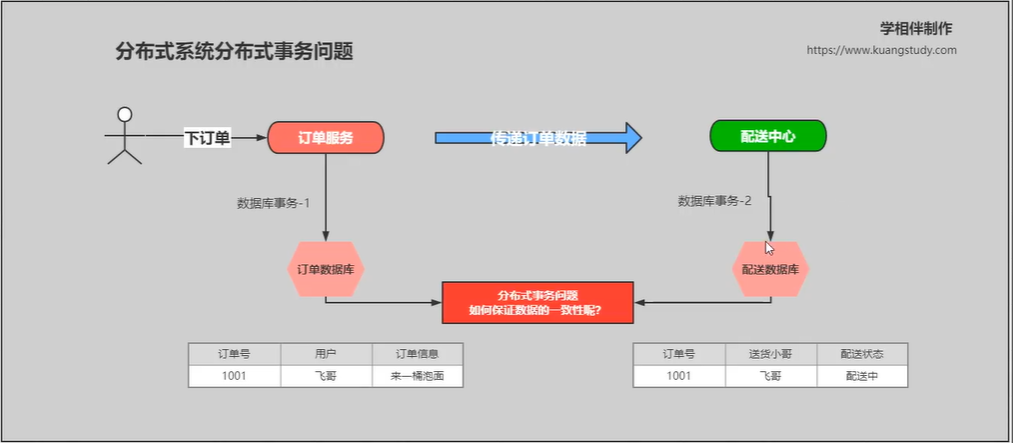 学相伴制作
https://www.kuangstudy.com
分布式系统分布式事务问题
下订单
订单服务
传递订单数据
配送中心
数据库事务-1
数据库事务-2
订单数据库
配送数据库
分布式事务问题
如何保证数据的一致性呢?
订单号 用户 订单信息
1001 飞哥 来一桶泡面
订单号 送货小哥 配送状态
1001 飞哥 配送中